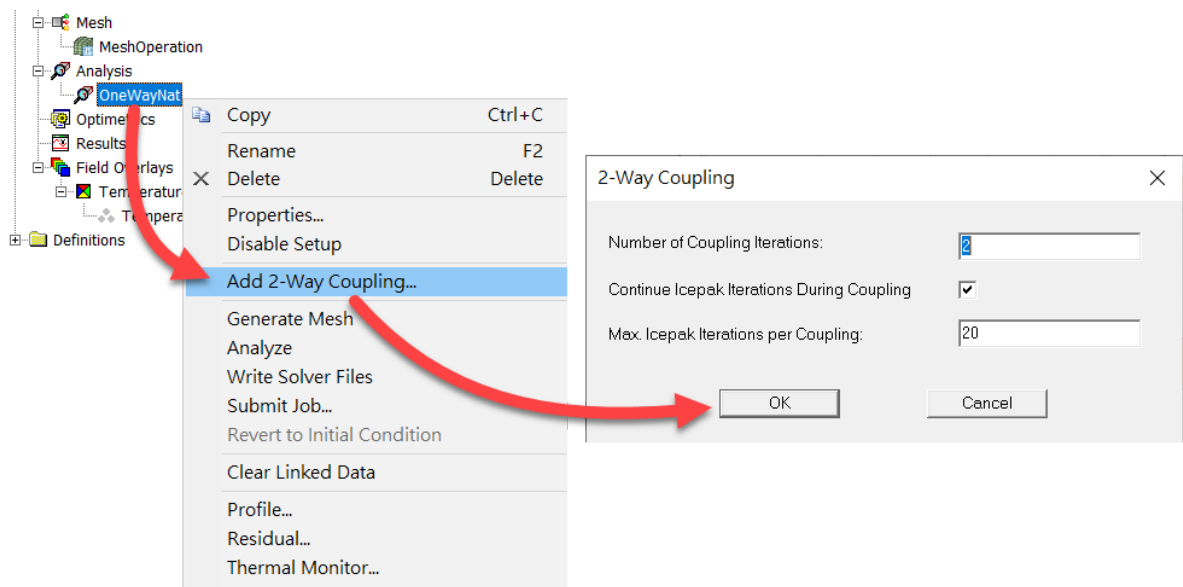 Mesh
MeshOperation
Analysis
OneWayNat
Optimetrics
Results
Field Overlays
Temperatur
Tempera
Definitions
Copy Ctrl+C
Rename F2
Delete Delete
Properties...
Disable Setup
Add 2-Way Coupling...
Generate Mesh
Analyze
Write Solver Files
Submit Job...
Revert to Initial Condition
Clear Linked Data
Profile...
Residual...
Thermal Monitor...
2-Way Coupling
Number of Coupling Iterations: 2
Continue Icepak Iterations During Coupling
Max. Icepak Iterations per Coupling: 20
OK Cancel